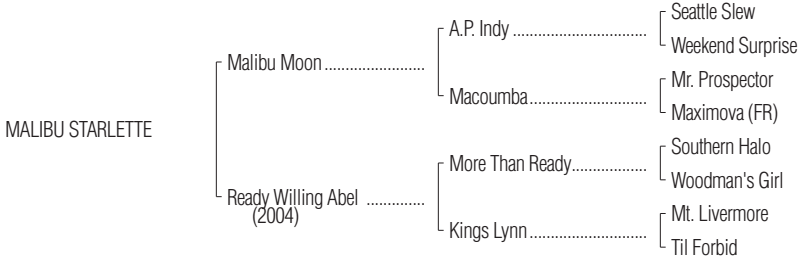 Seattle Slew
A.P. Indy ................................
Weekend Surprise
Malibu Moon ........................
Mr. Prospector
Macoumba............................
Maximova (FR)
MALIBU STARLETTE
Southern Halo
More Than Ready..................
Woodman's Girl
Ready Willing Abel ..............
(2004)
Mt. Livermore
Kings Lynn ............................
Til Forbid